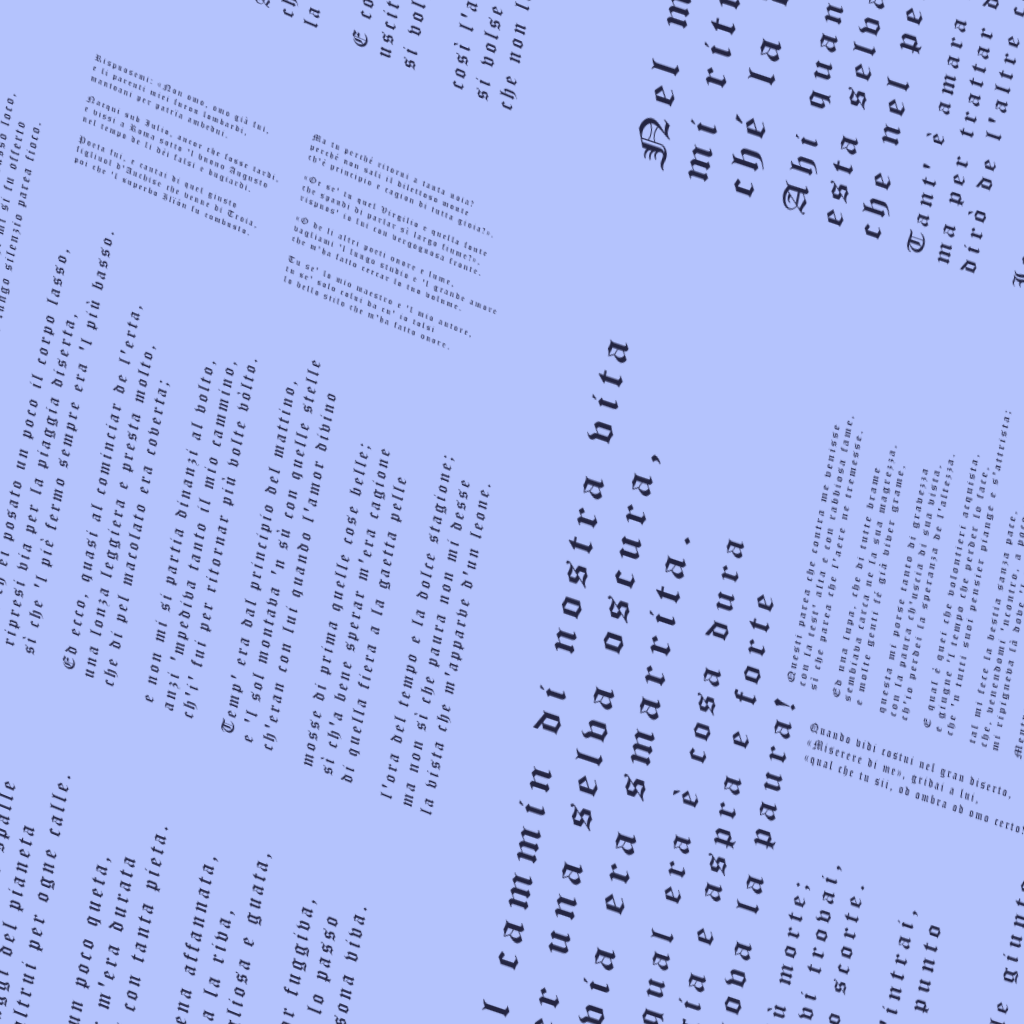 l cammin di nostra vita
una selva oscura,
era smarrita.
qual era è cosa dura
e aspra e forte
la paura!
Nel m
mi rit
ché la
Ahi quan
esta selva
che nel pe
Tant' è amara
ma per trattar
dirò de l'altre
morte;
vi trovai,
scorte.
'intrai,
punto
giunto
del pianeta
altrui per ogne calle.
un poco queta,
m'era durata
con tanta pieta.
affannata,
a la riva,
e guata,
fuggiva,
lo passo
viva.
posato un poco il corpo lasso,
ripresi via per la piaggia diserta,
sì che 'l piè fermo sempre era 'l più basso.
Ed ecco, quasi al cominciar de l'erta,
una lonza leggiera e presta molto,
che di pel macolato era coverta;
e non mi si partia dinanzi al volto,
anzi 'mpediva tanto il mio cammino,
ch'i' fui per ritornar più volte vòlto.
Temp' era dal principio del mattino,
e 'l sol montava 'n sù con quelle stelle
ch'eran con lui quando l'amor divino
mosse di prima quelle cose belle;
sì ch'a bene sperar m'era cagione
di quella fiera a la gaetta pelle
l'ora del tempo e la dolce stagione;
ma non sì che paura non mi desse
la vista che m'apparve d'un leone.
Questi parea che contra me venisse
con la test' alta e con rabbiosa fame,
sì che parea che l'aere ne tremesse.
Ed una lupa, che di tutte brame
sembiava carca ne la sua magrezza,
e molte genti fé già viver grame,
questa mi porse tanto di gravezza
con la paura ch'uscia di sua vista,
ch'io perdei la speranza de l'altezza.
E qual è quei che volontieri acquista,
e giugne 'l tempo che perder lo face,
che 'n tutti suoi pensier piange e s'attrista;
tal mi fece la bestia sanza pace,
che, venendomi 'ncontro, a
mi ripigneva là dove
loco,
mi si fu offerto
silenzio parea fioco.
Quando vidi costui nel gran diserto,
«Miserere di me», gridai a lui,
«qual che tu sii, od ombra od omo certo!
Rispuosemi: «Non omo, omo già fui,
e li parenti miei furon lombardi,
mantoani per patria ambedui.
Nacqui sub Iulio, ancor che fosse tardi,
e vissi a Roma sotto 'l buono Augusto
nel tempo de li dèi falsi e bugiardi.
Poeta fui, e cantai di quel giusto
figliuol d'Anchise che venne di Troia,
poi che 'l superbo Ilïón fu combusto.
Ma tu perché ritorni a tanta noia?
perché non sali il dilettoso monte
ch'è principio e cagion di tutta gioia?».
«Or se' tu quel Virgilio e quella fonte
che spandi di parlar sì largo fiume?»,
rispuos' io lui con vergognosa fronte.
«O de li altri poeti onore e lume,
vagliami 'l lungo studio e 'l grande amore
che m'ha fatto cercar lo tuo volume.
Tu se' lo mio maestro e 'l mio autore,
tu se' solo colui da cu' io tolsi
lo bello stilo che m'ha fatto onore.
la
E co
uscit
si vol
così l'a
si volse
che non l